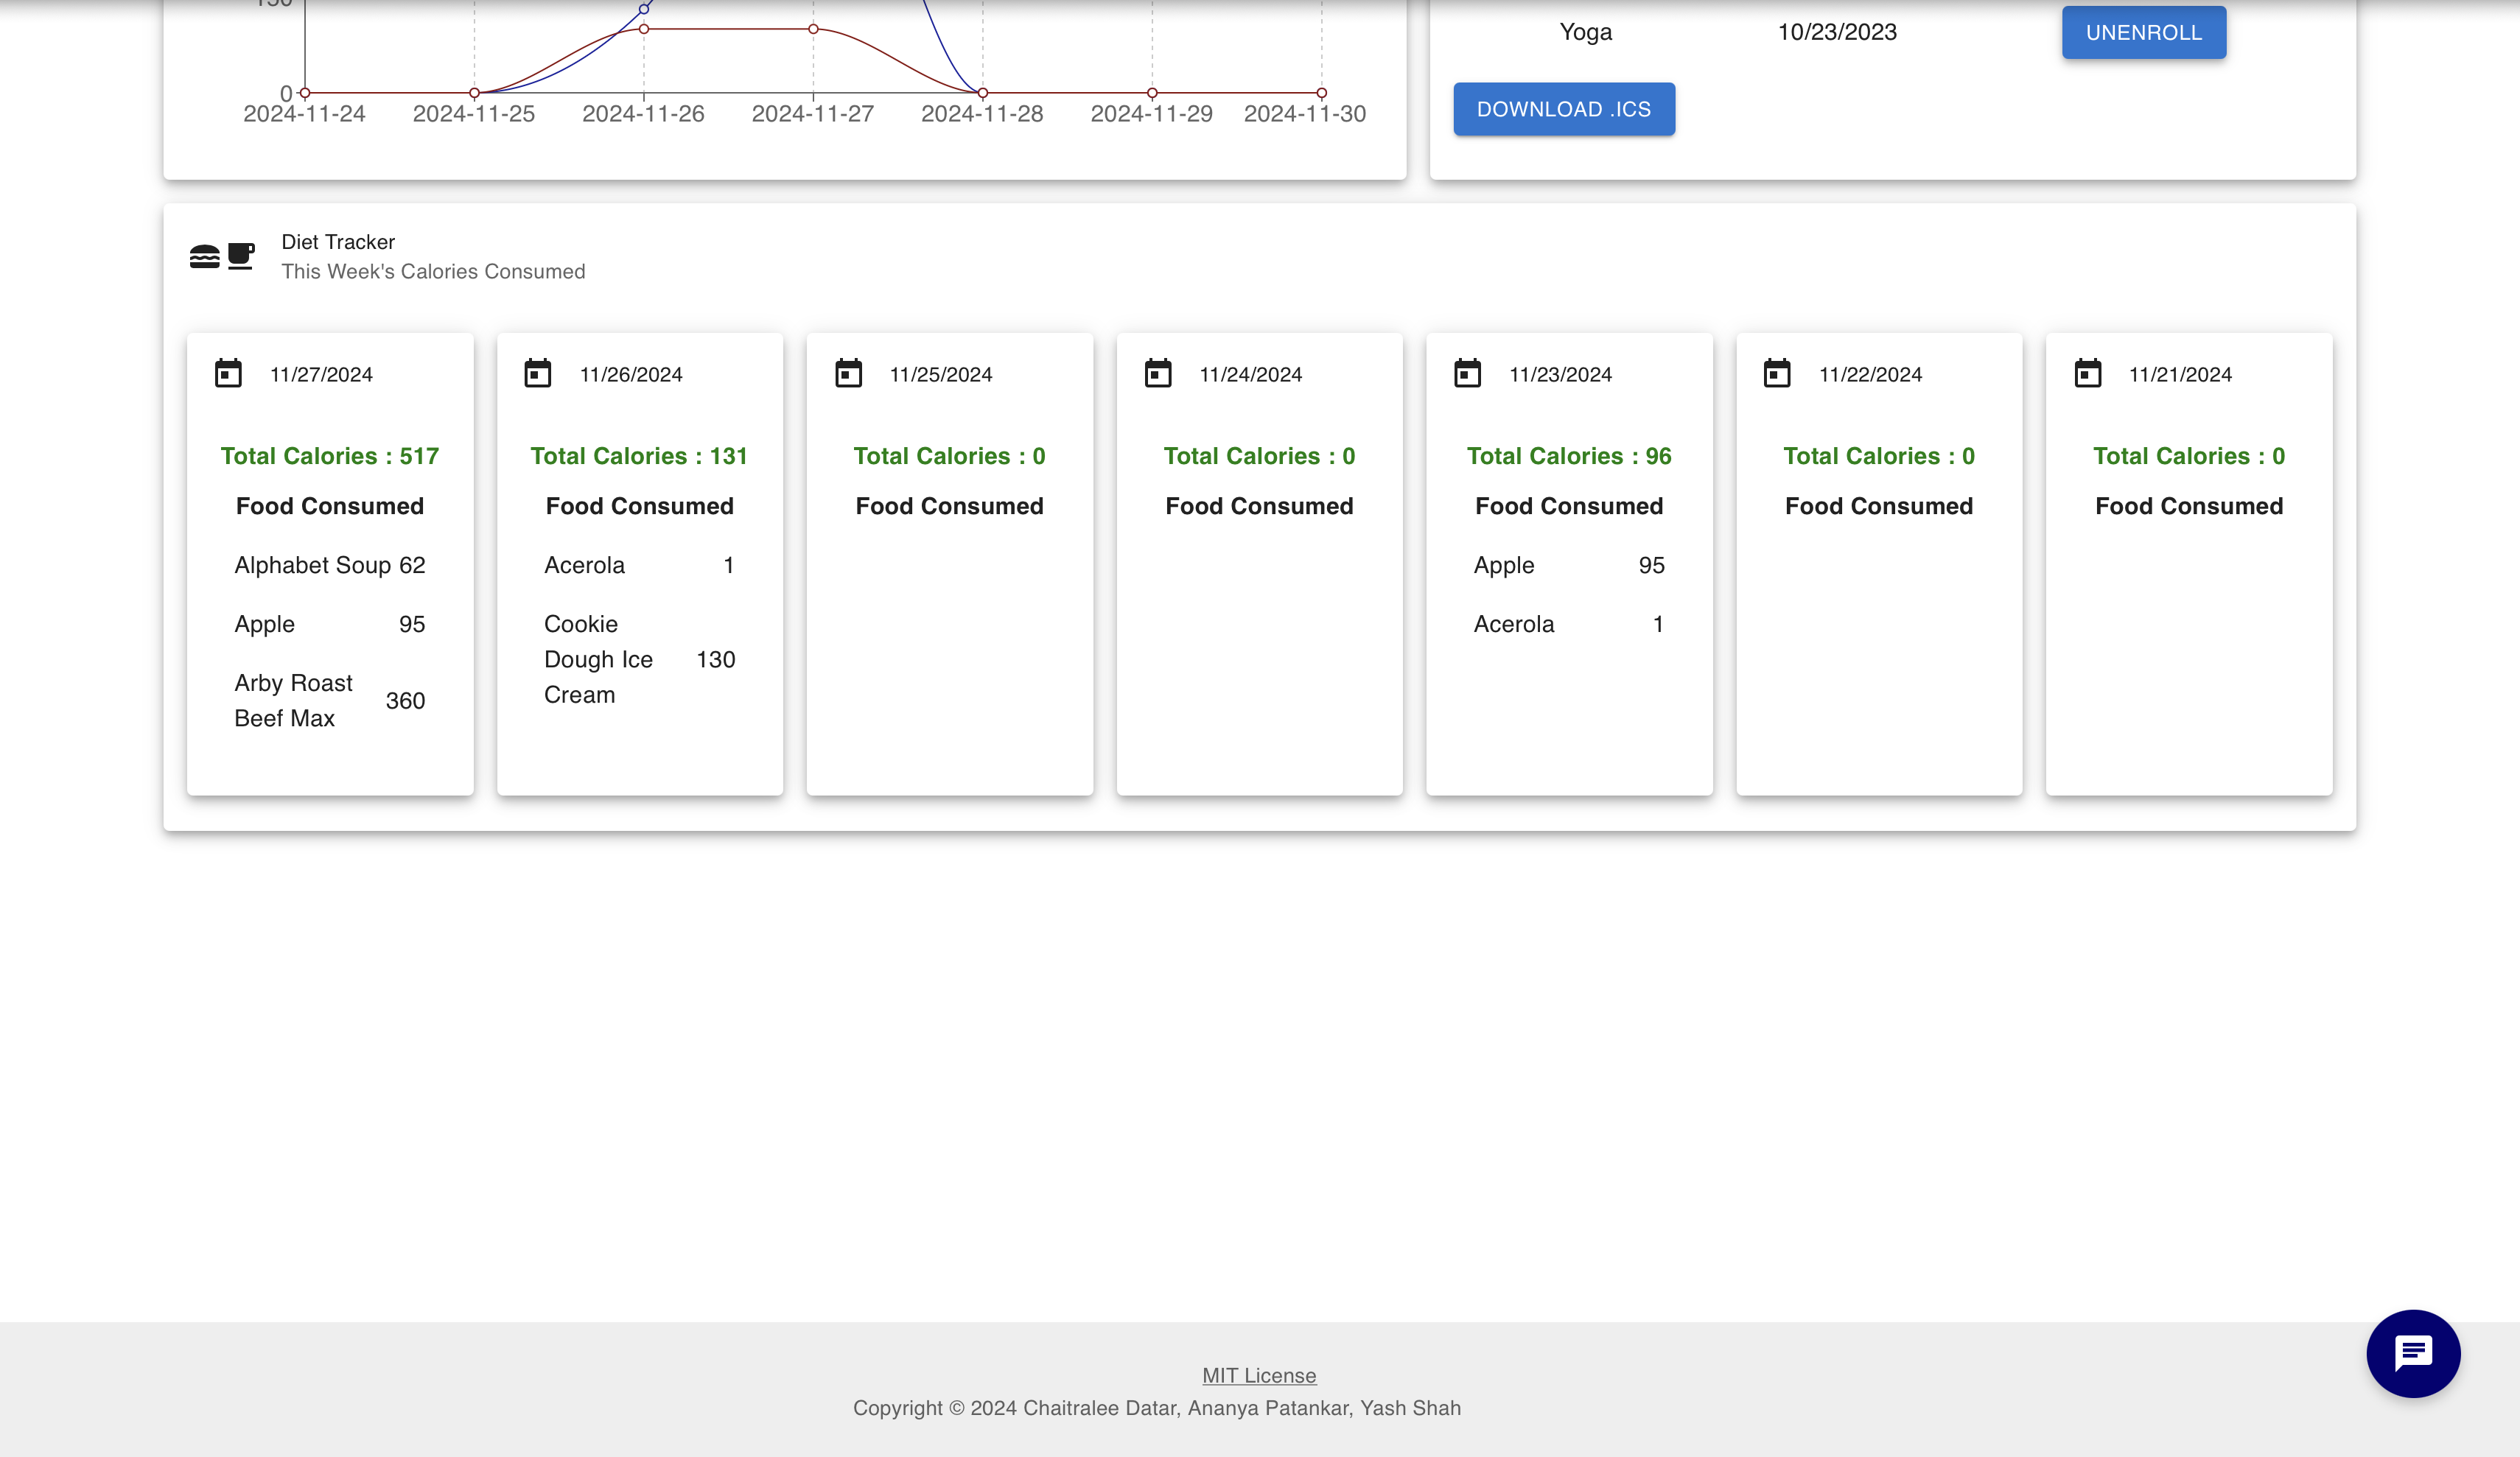 0
2024-11-24 2024-11-25 2024-11-26 2024-11-27 2024-11-28 2024-11-29 2024-11-30
Yoga 10/23/2023 UNENROLL
DOWNLOAD .ICS
Diet Tracker
This Week's Calories Consumed
11/27/2024
Total Calories : 517
Food Consumed
Alphabet Soup 62
Apple 95
Arby Roast
Beef Max 360
11/26/2024
Total Calories : 131
Food Consumed
Acerola 1
Cookie
Dough Ice 130
Cream
11/25/2024
Total Calories : 0
Food Consumed
11/24/2024
Total Calories : 0
Food Consumed
11/23/2024
Total Calories : 96
Food Consumed
Apple 95
Acerola 1
11/22/2024
Total Calories : 0
Food Consumed
11/21/2024
Total Calories : 0
Food Consumed
MIT License
Copyright © 2024 Chaitralee Datar, Ananya Patankar, Yash Shah